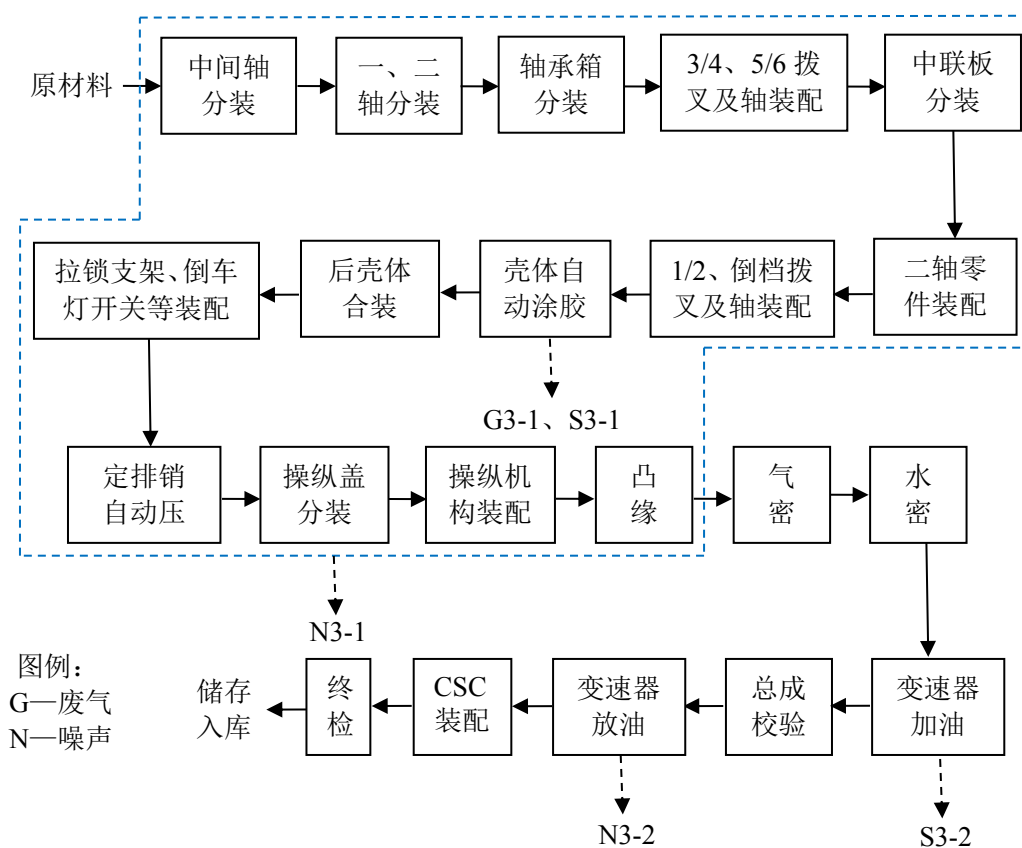 原材料
中间轴
分装
一、二
轴分装
轴承箱
分装
3/4、5/6 拨
叉及轴装配
中联板
分装
拉锁支架、倒车
灯开关等装配
后壳体
合装
壳体自
动涂胶
1/2、倒档拨
叉及轴装配
二轴零
件装配
G3-1、S3-1
定排销
自动压
操纵盖
分装
操纵机
构装配
凸
缘
气
密
水
密
N3-1
图例：
G—废气
N—噪声
储存
入库
终
检
CSC
装配
变速器
放油
总成
校验
变速器
加油
N3-2
S3-2